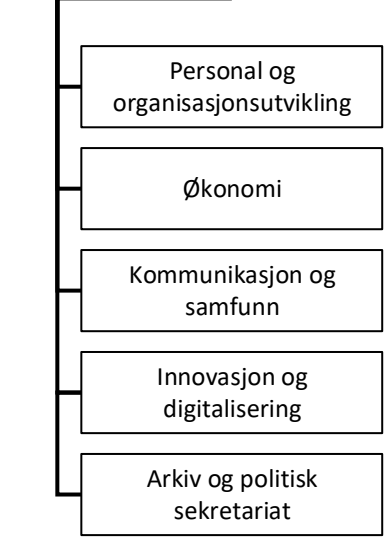 Personal og
organisasjonsutvikling
Økonomi
Kommunikasjon og
samfunn
Innovasjon og
digitalisering
Arkiv og politisk
sekretariat